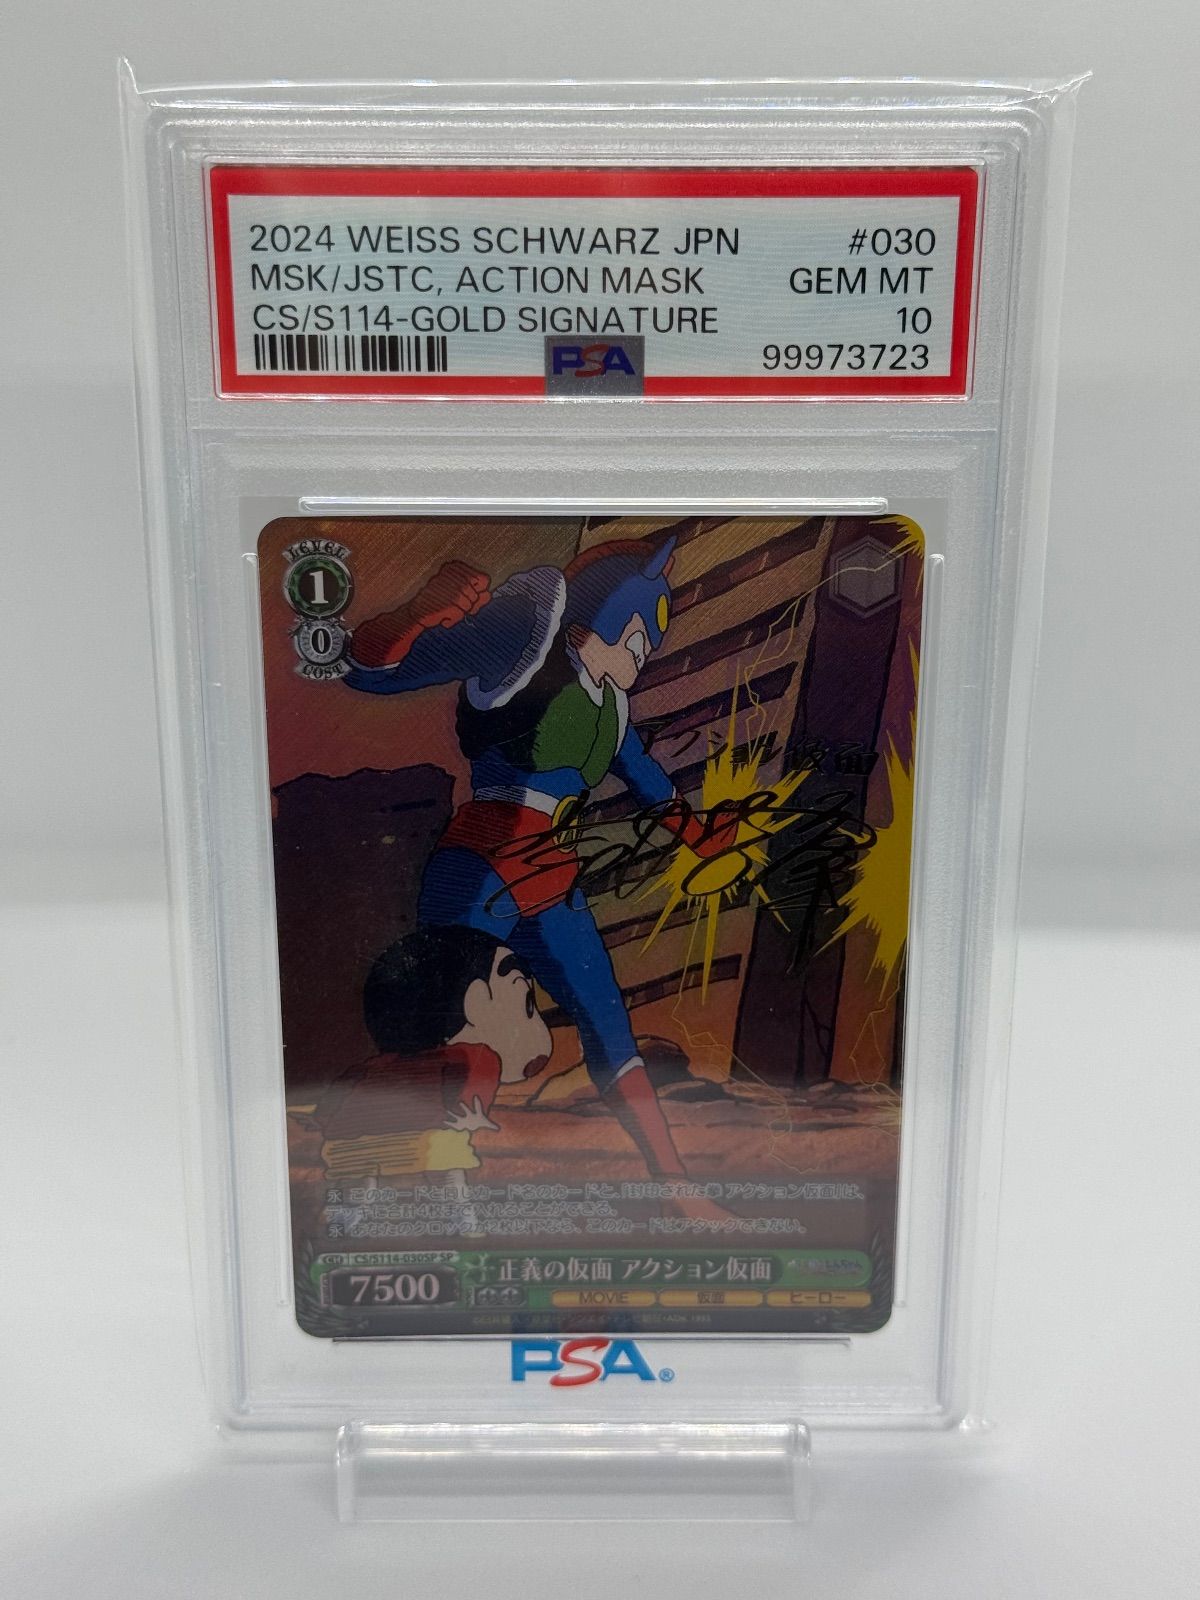 2024 WEISS SCHWARZ JPN #030
MSK/JSTC, ACTION MASK GEM MT
CS/S114-GOLD SIGNATURE 10
PSA 99973723
LEVEL
1
0
COST
アクション仮面
永 このカードと同じカード名のカードと、「封印された拳 アクション仮面」は、
デッキに合計4枚まで入れることができる。
永 あなたのクロックが2枚以下なら、このカードはアタックできない。
CH CS/S114-030SP SP
正義の仮面 アクション仮面
7500
MOVIE 仮面 ヒーロー
PSA®